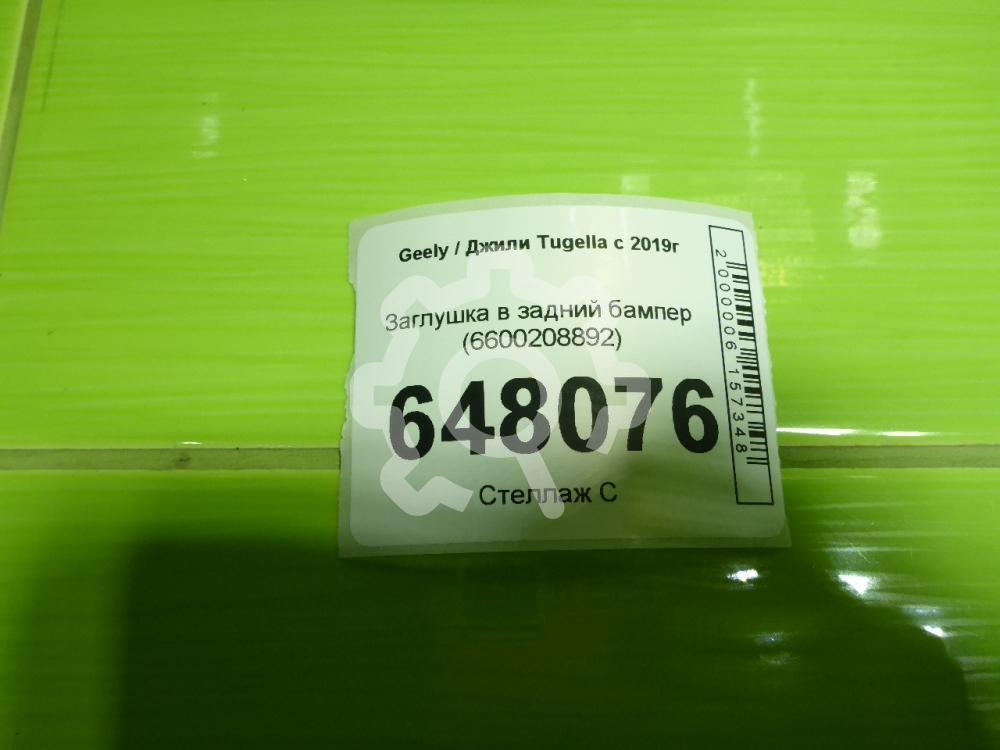 Geely / Джили Tugella с 2019г
Заглушка в задний бампер
(6600208892)
648076
Стеллаж С
2000006157348